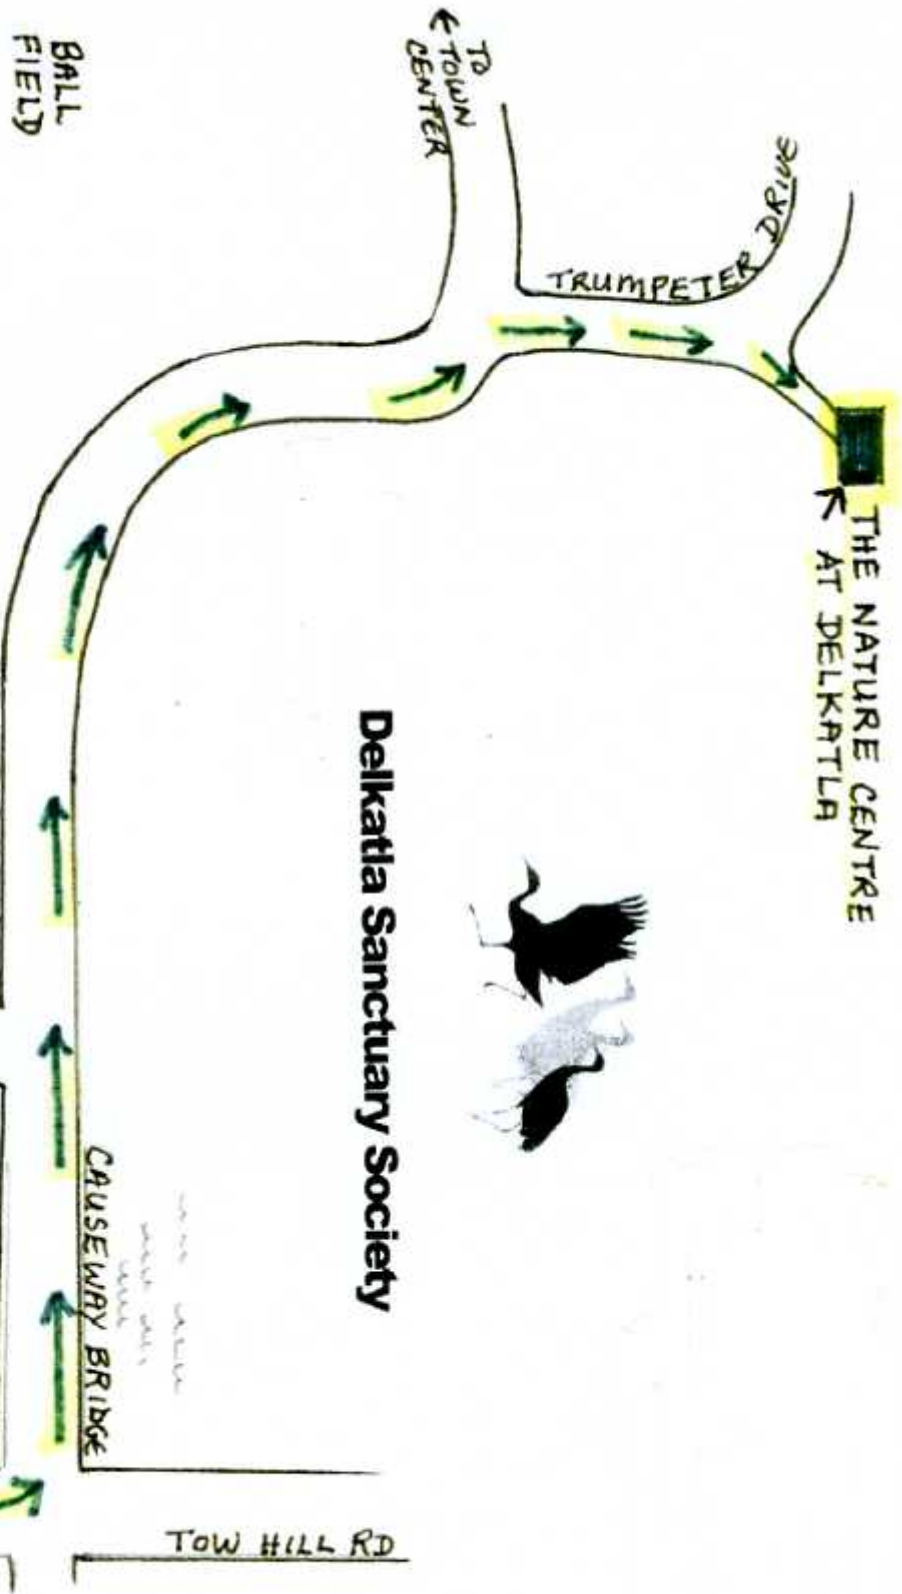 THE NATURE CENTRE
AT DELKATLA
TRUMPETER DRIVE
TO
TOWN
CENTER
Delkatla Sanctuary Society
CAUSEWAY BRIDGE
TOW HILL RD
BALL
FIELD